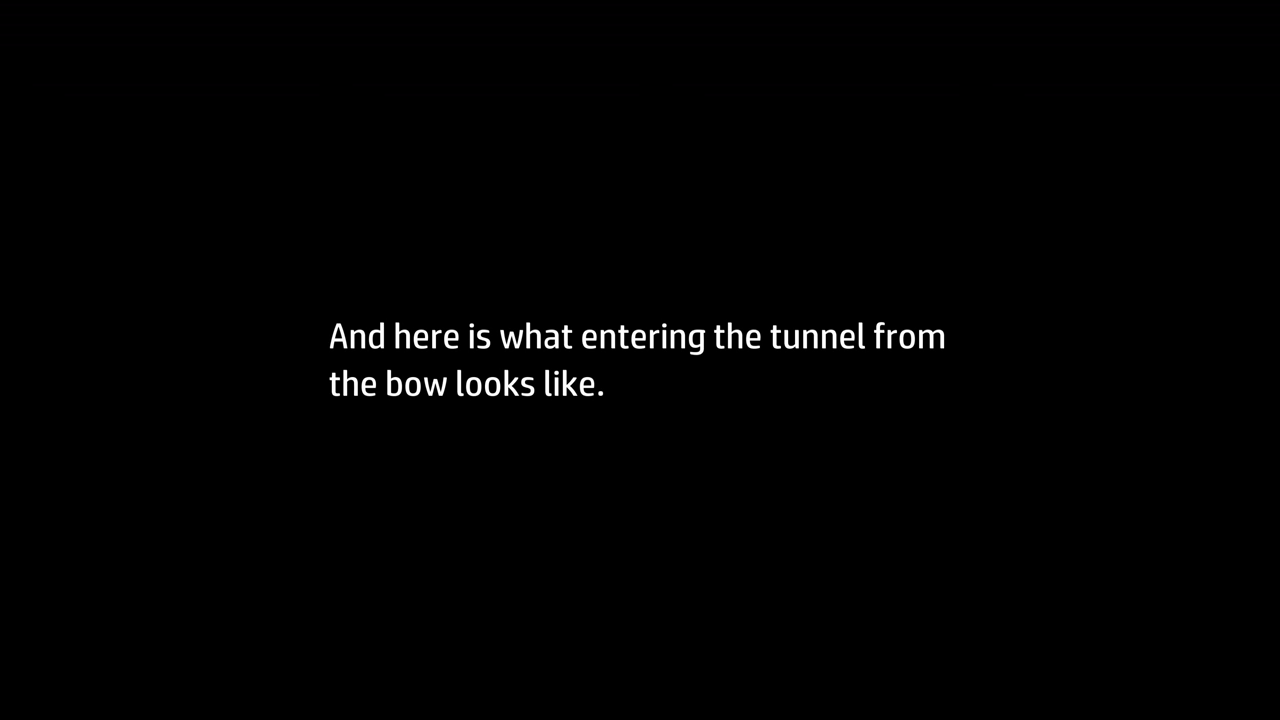 And here is what entering the tunnel from
the bow looks like.